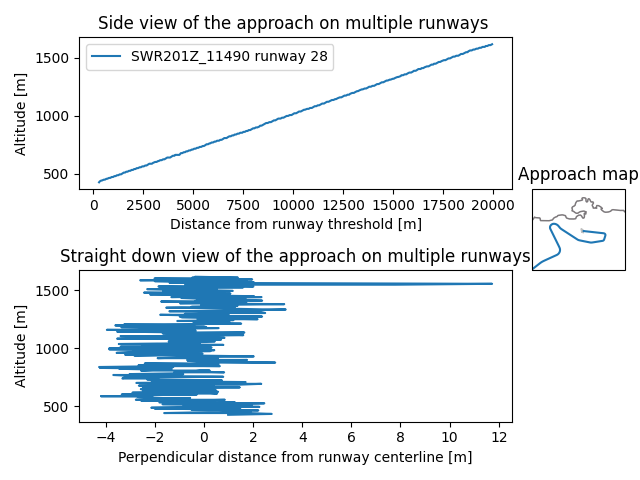 Side view of the approach on multiple runways
SWR201Z_11490 runway 28
Altitude [m]
1500
1000
500
0 2500 5000 7500 10000 12500 15000 17500 20000
Distance from runway threshold [m]
Approach map
Straight down view of the approach on multiple runways
Altitude [m]
1500
1000
500
−4 −2 0 2 4 6 8 10 12
Perpendicular distance from runway centerline [m]